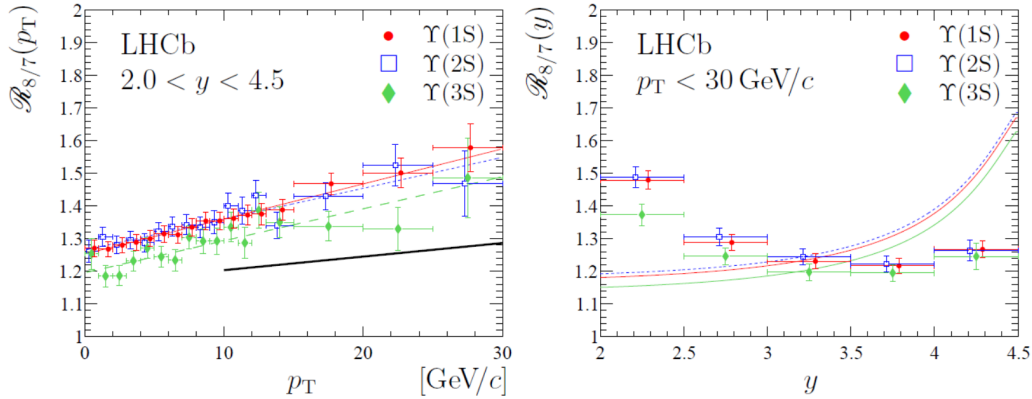 ℛ8/7(pT)
2
1.9
1.8
1.7
1.6
1.5
1.4
1.3
1.2
1.1
1
LHCb
2.0 < y < 4.5
ϒ(1S)
ϒ(2S)
ϒ(3S)
0
10
20
30
pT
[GeV/c]
ℛ8/7(y)
2
1.9
1.8
1.7
1.6
1.5
1.4
1.3
1.2
1.1
1
LHCb
pT < 30 GeV/c
ϒ(1S)
ϒ(2S)
ϒ(3S)
2
2.5
3
3.5
4
4.5
y